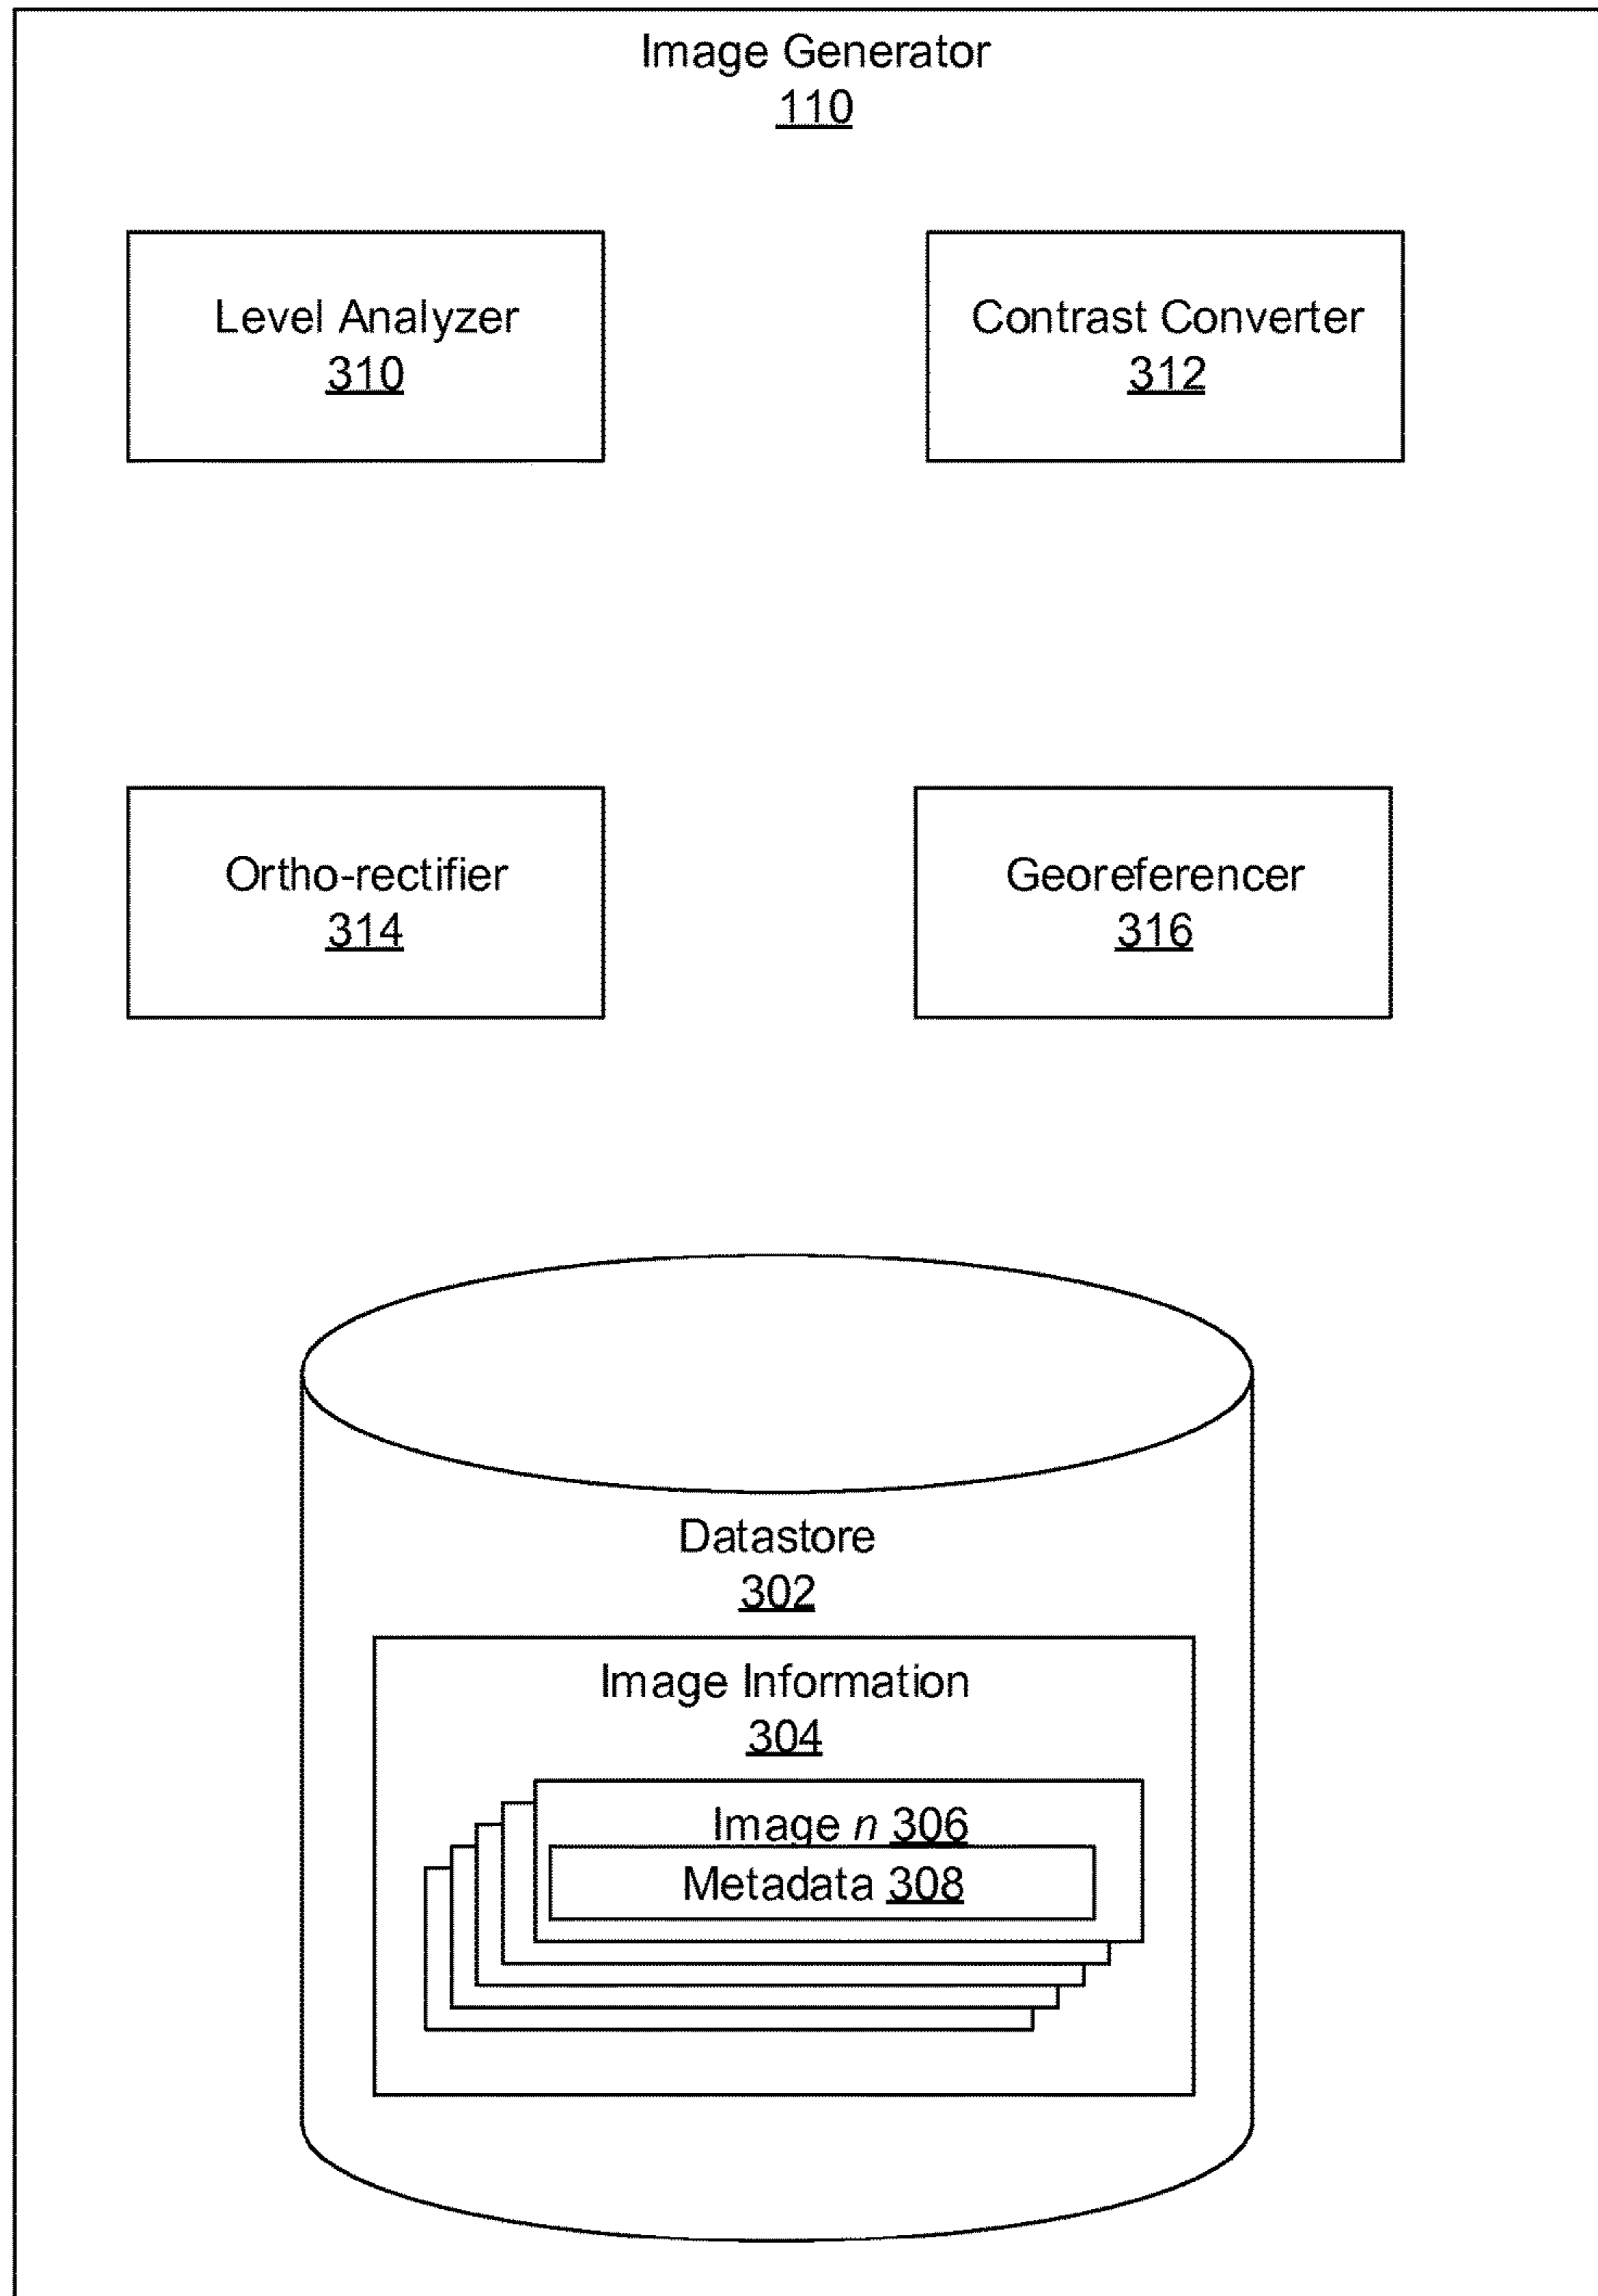 Image Generator
110
Level Analyzer
310
Contrast Converter
312
Ortho-rectifier
314
Georeferencer
316
Datastore
302
Image Information
304
Image n 306
Metadata 308